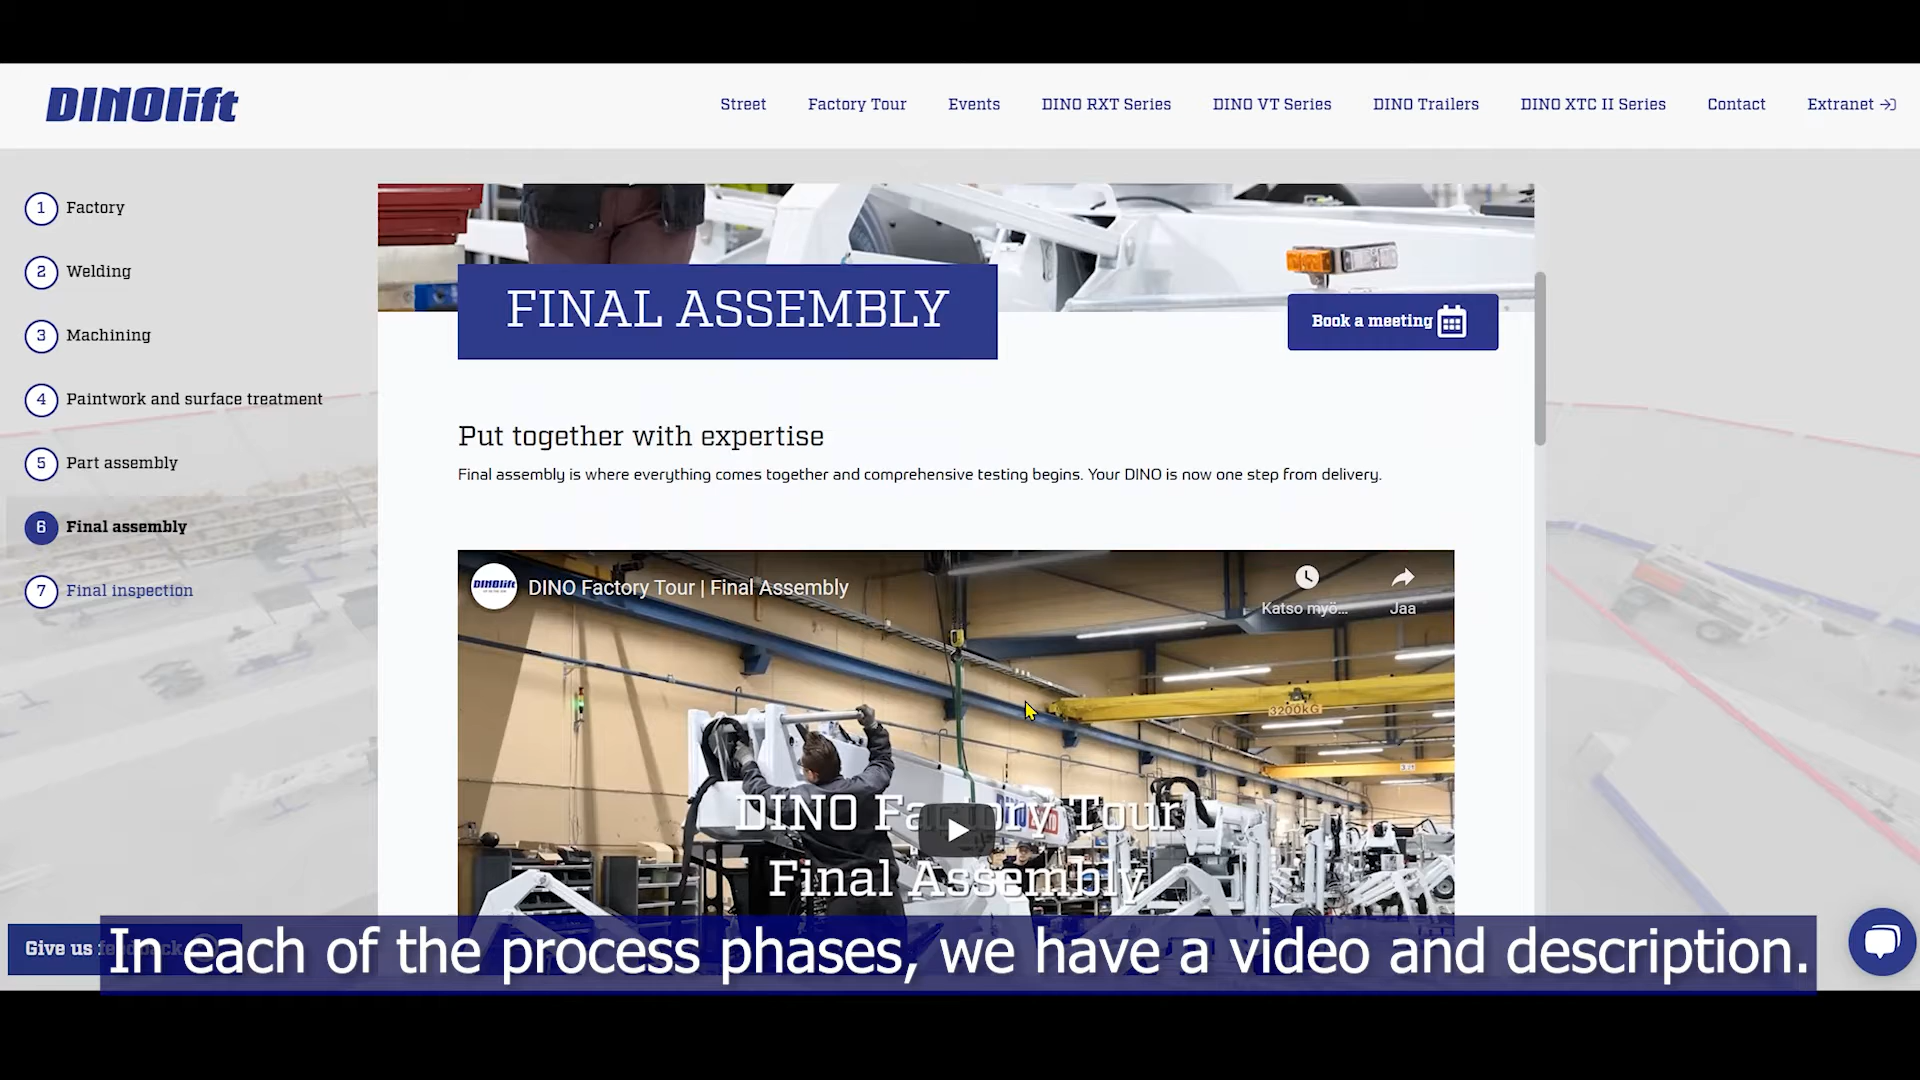 DINOlift
Street
Factory Tour
Events
DINO RXT Series
DINO VT Series
DINO Trailers
DINO XTC II Series
Contact
Extranet
1 Factory
2 Welding
3 Machining
4 Paintwork and surface treatment
5 Part assembly
6 Final assembly
7 Final inspection
FINAL ASSEMBLY
Book a meeting
Put together with expertise
Final assembly is where everything comes together and comprehensive testing begins. Your DINO is now one step from delivery.
DINOlift
DINO Factory Tour | Final Assembly
Katso myö...
Jaa
3200KG
DINO Factory Tour
Final Assembly
Give us feedback
In each of the process phases, we have a video and description.